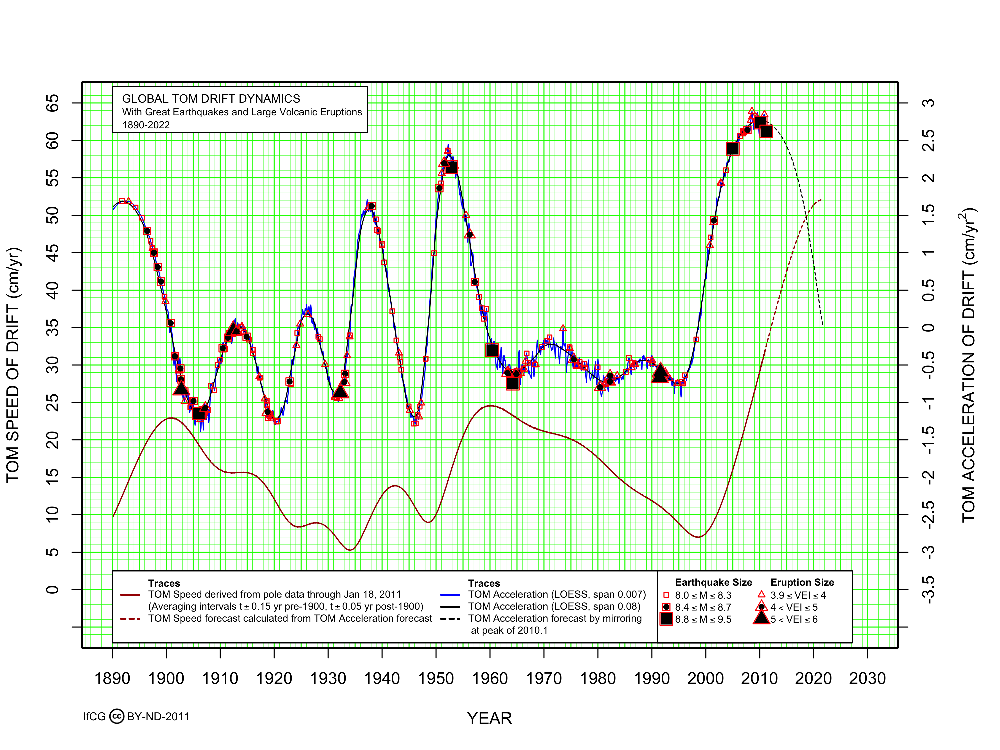 GLOBAL TOM DRIFT DYNAMICS
With Great Earthquakes and Large Volcanic Eruptions
1890-2022
TOM SPEED OF DRIFT (cm/yr)
65
60
55
50
45
40
35
30
25
20
15
10
5
0
3
2.5
2
1.5
1
0.5
0
-0.5
-1
-1.5
-2
-2.5
-3
-3.5
TOM ACCELERATION OF DRIFT (cm/yr²)
Traces
TOM Speed derived from pole data through Jan 18, 2011
(Averaging intervals t ± 0.15 yr pre-1900, t ± 0.05 yr post-1900)
TOM Speed forecast calculated from TOM Acceleration forecast
Traces
TOM Acceleration (LOESS, span 0.007)
TOM Acceleration (LOESS, span 0.08)
TOM Acceleration forecast by mirroring
at peak of 2010.1
Earthquake Size
8.0 ≤ M ≤ 8.3
8.4 ≤ M ≤ 8.7
8.8 ≤ M ≤ 9.5
Eruption Size
3.9 ≤ VEI ≤ 4
4 < VEI ≤ 5
5 < VEI ≤ 6
1890 1900 1910 1920 1930 1940 1950 1960 1970 1980 1990 2000 2010 2020 2030
YEAR
IfCG cc BY-ND-2011